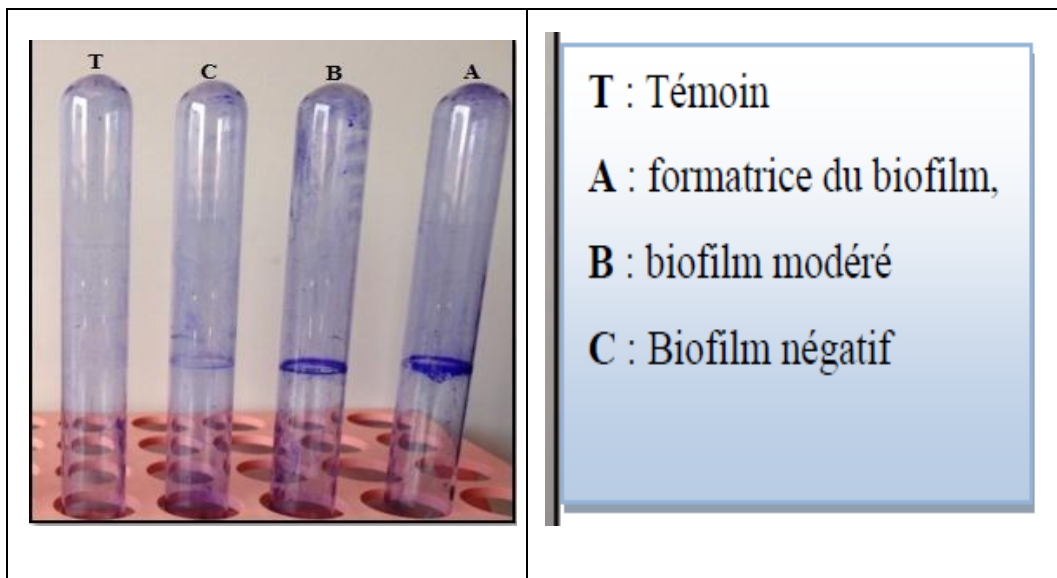 T C B A
T : Témoin
A : formatrice du biofilm,
B : biofilm modéré
C : Biofilm négatif